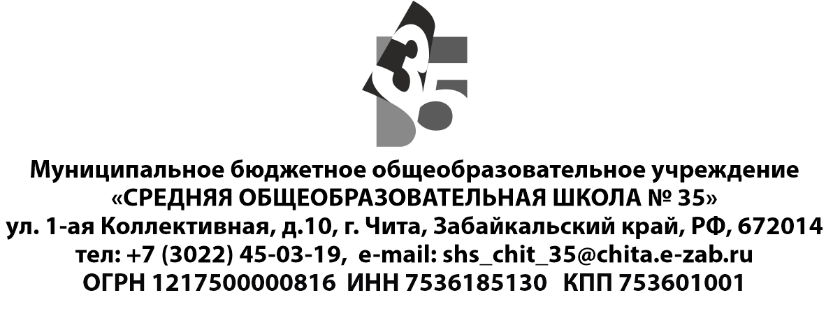 35
Муниципальное бюджетное общеобразовательное учреждение
«СРЕДНЯЯ ОБЩЕОБРАЗОВАТЕЛЬНАЯ ШКОЛА № 35»
ул. 1-ая Коллективная, д.10, г. Чита, Забайкальский край, РФ, 672014
тел: +7 (3022) 45-03-19, e-mail: shs_chit_35@chita.e-zab.ru
ОГРН 1217500000816 ИНН 7536185130 КПП 753601001